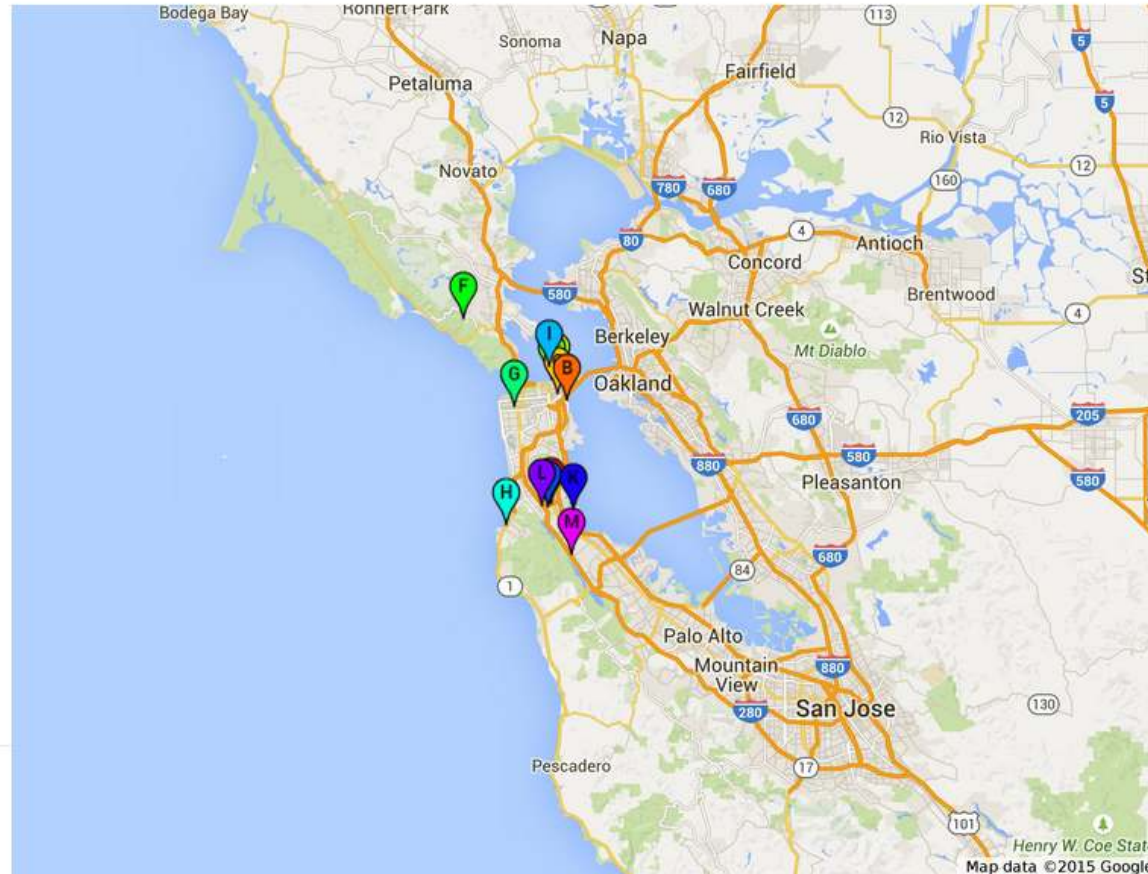 Bodega Bay
Rohnert Park
Sonoma
Napa
113
5
Petaluma
Fairfield
5
12
Rio Vista
12
Novato
160
780
680
80
4
Antioch
Concord
F
580
Brentwood
Walnut Creek
4
I
Berkeley
Mt Diablo
G
B
Oakland
680
205
880
580
580
L
K
Pleasanton
H
M
680
84
1
Palo Alto
Mountain
View
880
280
San Jose
130
Pescadero
17
101
Henry W. Coe Stat
Map data ©2015 Google